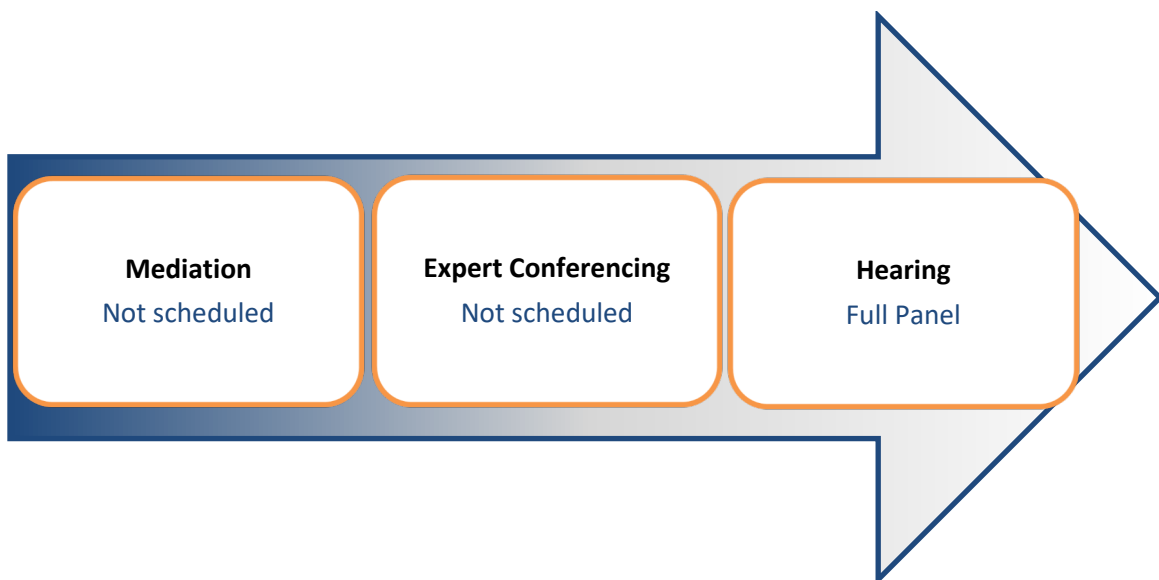 Mediation
Not scheduled
Expert Conferencing
Not scheduled
Hearing
Full Panel